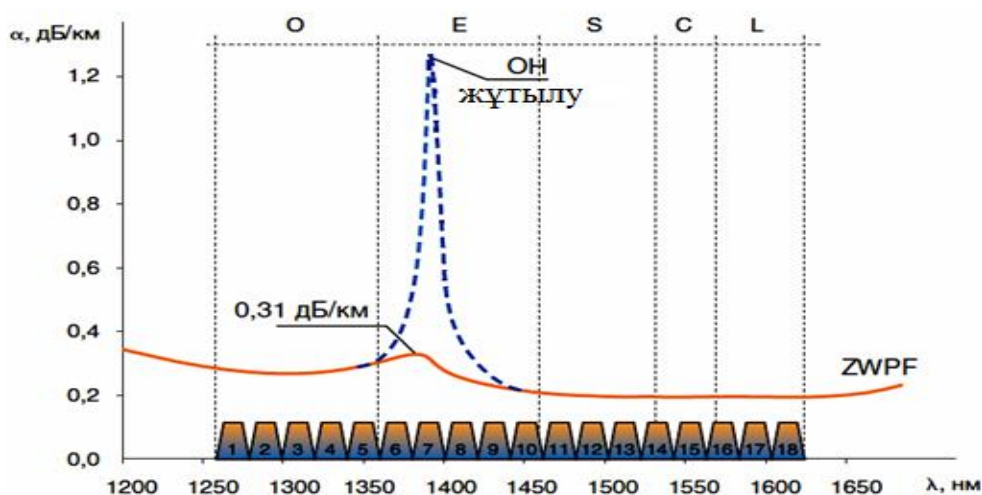 O E S C L
α, дБ/км
1,2
OH
жұтылу
1,0
0,8
0,6
0,31 дБ/км
0,4
ZWPF
0,2
1 2 3 4 5 6 7 8 9 10 11 12 13 14 15 16 17 18
0,0
1200 1250 1300 1350 1400 1450 1500 1550 1600 1650 λ, нм